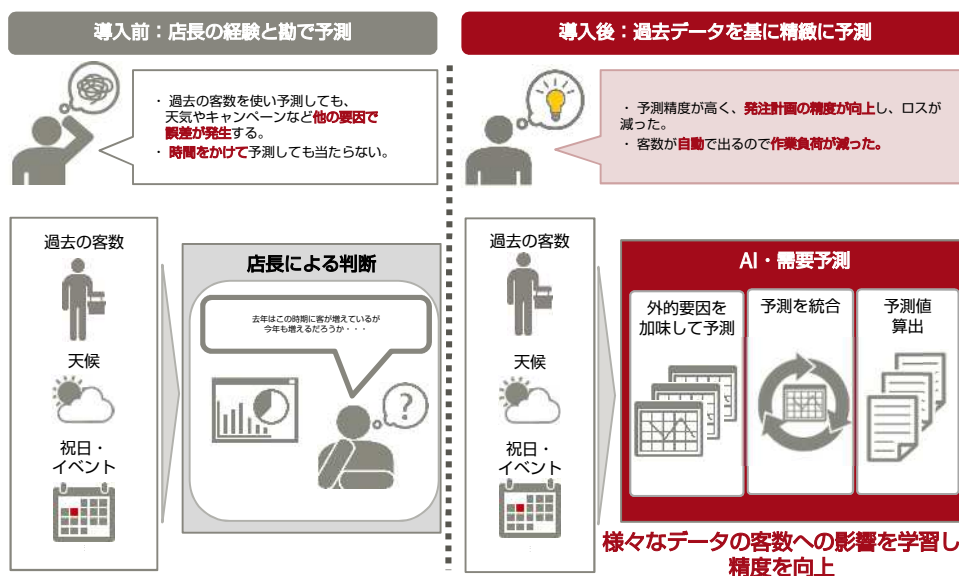 導入前：店長の経験と勘で予測
・ 過去の客数を使い予測しても、
天気やキャンペーンなど他の要因で
誤差が発生する。
・ 時間をかけて予測しても当たらない。
過去の客数
天候
祝日・
イベント
店長による判断
去年はこの時期に客が増えているが
今年も増えるだろうか・・・
?
導入後：過去データを基に精緻に予測
・ 予測精度が高く、発注計画の精度が向上し、ロスが
減った。
・ 客数が自動で出るので作業負荷が減った。
過去の客数
天候
祝日・
イベント
AI・需要予測
外的要因を
加味して予測
予測を統合
予測値
算出
様々なデータの客数への影響を学習し
精度を向上